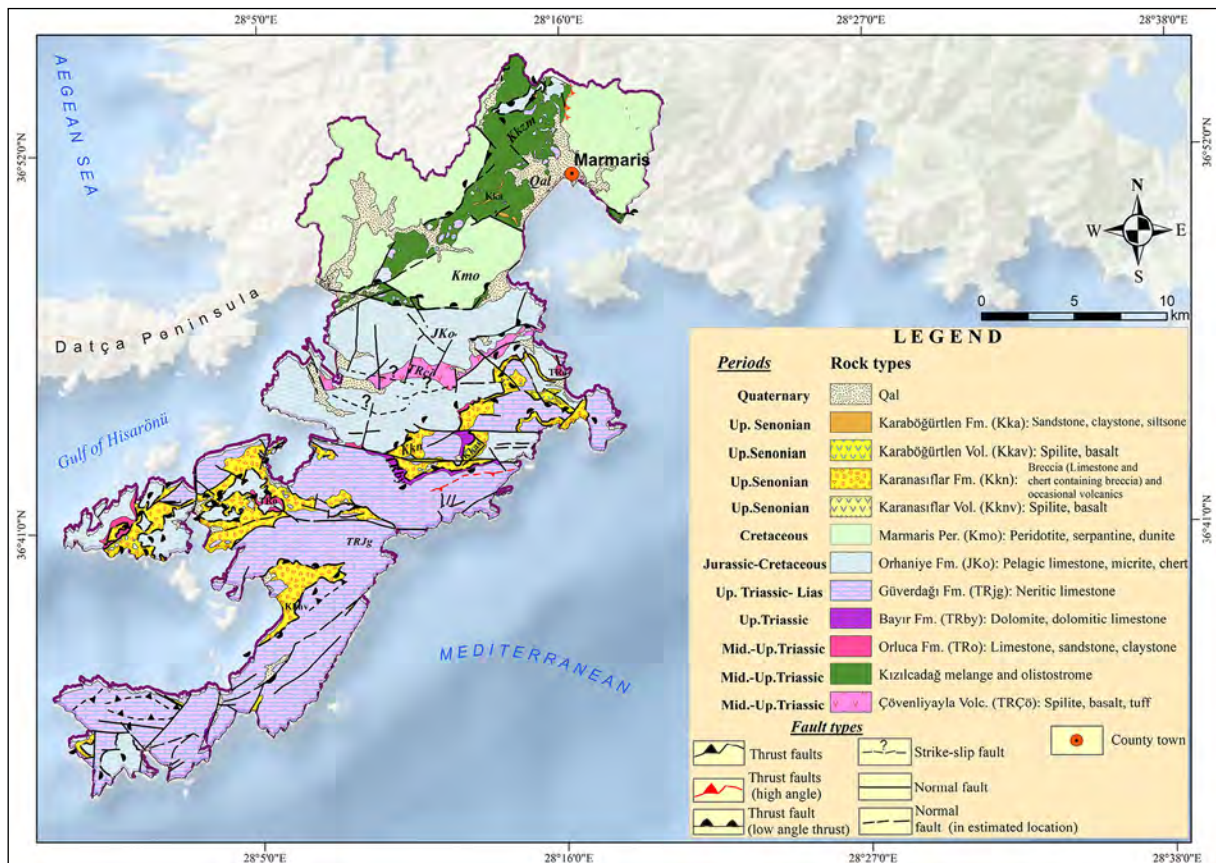 28°5'0"E 28°16'0"E 28°27'0"E 28°38'0"E
AEGEAN SEA
36°52'0"N
36°52'0"N
Kkzm
Marmaris
Qal
Kka
N
W E
S
Kmo
Datça Peninsula
0 5 10
km
JKo
TRçö
?
?
?
Gulf of Hisarönü
Kkn
36°41'0"N
36°41'0"N
TRJg
MEDITERRANEAN
LEGEND
Periods Rock types
Quaternary Qal
Up. Senonian Karaböğürtlen Fm. (Kka): Sandstone, claystone, siltsone
Up.Senonian Karaböğürtlen Vol. (Kkav): Spilite, basalt
Up.Senonian Karanasıflar Fm. (Kkn): Breccia (Limestone and
chert containing breccia) and
occasional volcanics
Up.Senonian Karanasıflar Vol. (Kknv): Spilite, basalt
Cretaceous Marmaris Per. (Kmo): Peridotite, serpantine, dunite
Jurassic-Cretaceous Orhaniye Fm. (JKo): Pelagic limestone, micrite, chert
Up. Triassic- Lias Güverdağı Fm. (TRjg): Neritic limestone
Up.Triassic Bayır Fm. (TRby): Dolomite, dolomitic limestone
Mid.-Up.Triassic Orluca Fm. (TRo): Limestone, sandstone, claystone
Mid.-Up.Triassic Kızılcadağ melange and olistostrome
Mid.-Up.Triassic Çövenliyayla Volc. (TRÇö): Spilite, basalt, tuff
Fault types
Thrust faults
? Strike-slip fault
County town
Thrust faults
(high angle)
Normal fault
Thrust fault
(low angle thrust)
Normal
fault (in estimated location)
28°5'0"E 28°16'0"E 28°27'0"E 28°38'0"E